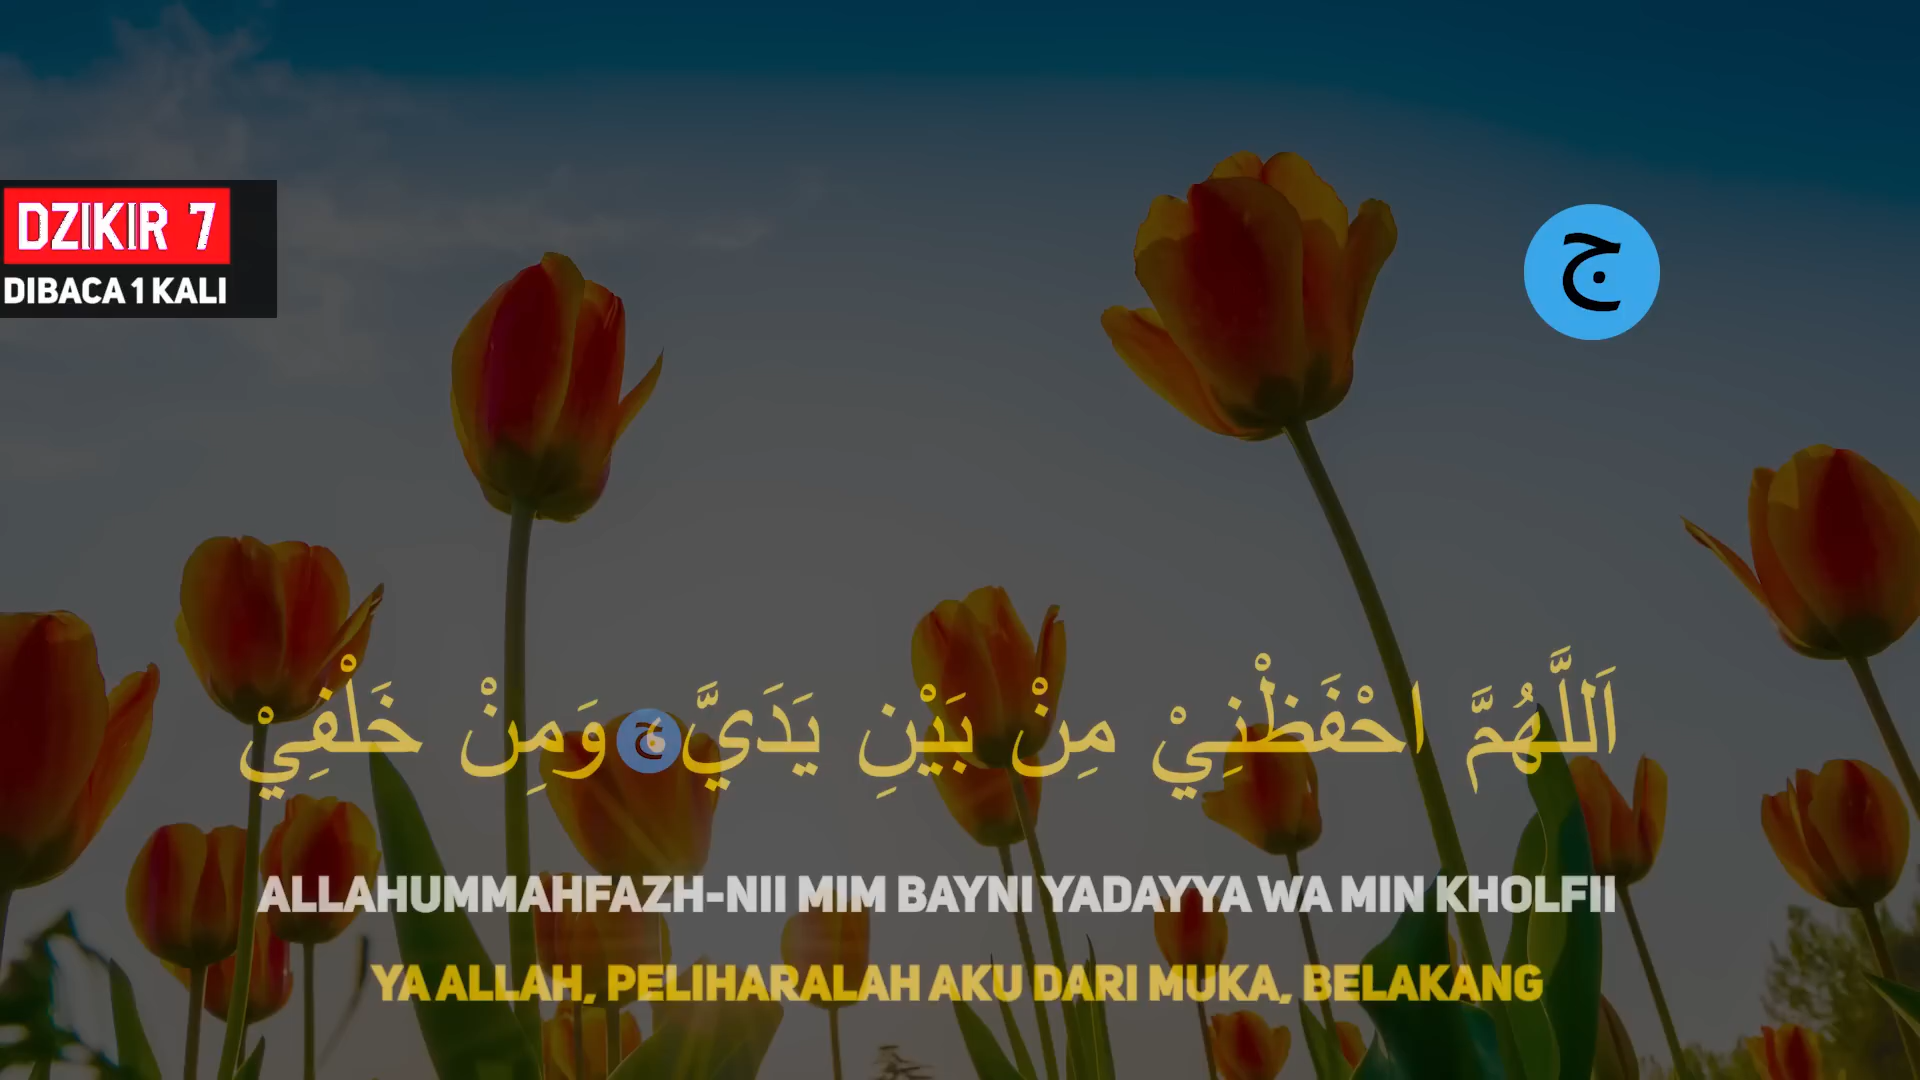 DZIKIR 7
DIBACA 1 KALI
ج
اَللَّهُمَّ احْفَظْنِيْ مِنْ بَيْنِ يَدَيَّ، ج وَمِنْ خَلْفِيْ
ALLAHUMMAHFAZH-NII MIM BAYNI YADAYYA WA MIN KHOLFII
YA ALLAH, PELIHARALAH AKU DARI MUKA, BELAKANG